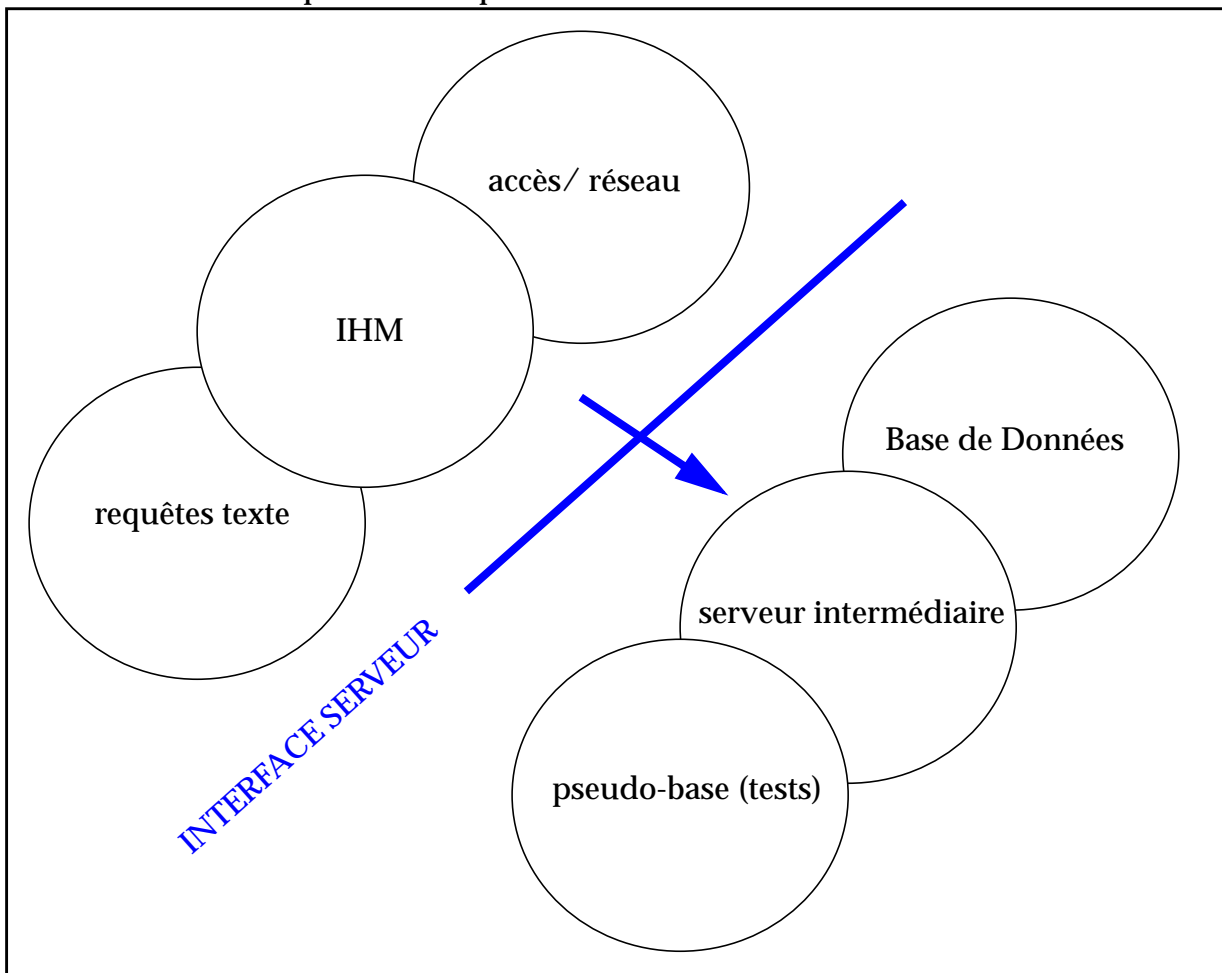 accès/ réseau
IHM
requêtes texte
Base de Données
serveur intermédiaire
pseudo-base (tests)
INTERFACE SERVEUR